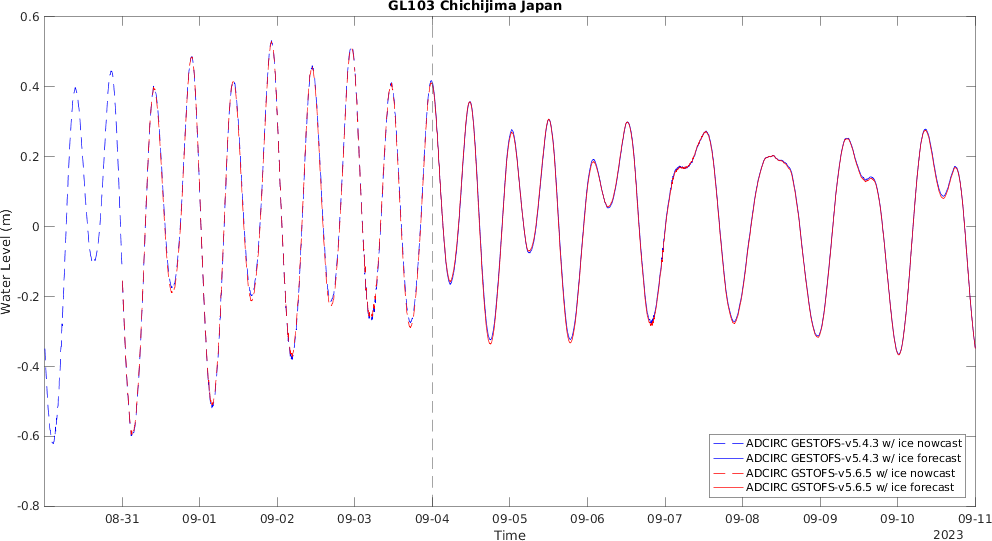 GL103 Chichijima Japan
0.6
0.4
0.2
0
-0.2
-0.4
-0.6
-0.8
Water Level (m)
ADCIRC GESTOFS-v5.4.3 w/ ice nowcast
ADCIRC GESTOFS-v5.4.3 w/ ice forecast
ADCIRC GSTOFS-v5.6.5 w/ ice nowcast
ADCIRC GSTOFS-v5.6.5 w/ ice forecast
08-31 09-01 09-02 09-03 09-04 09-05 09-06 09-07 09-08 09-09 09-10 09-11
Time
2023